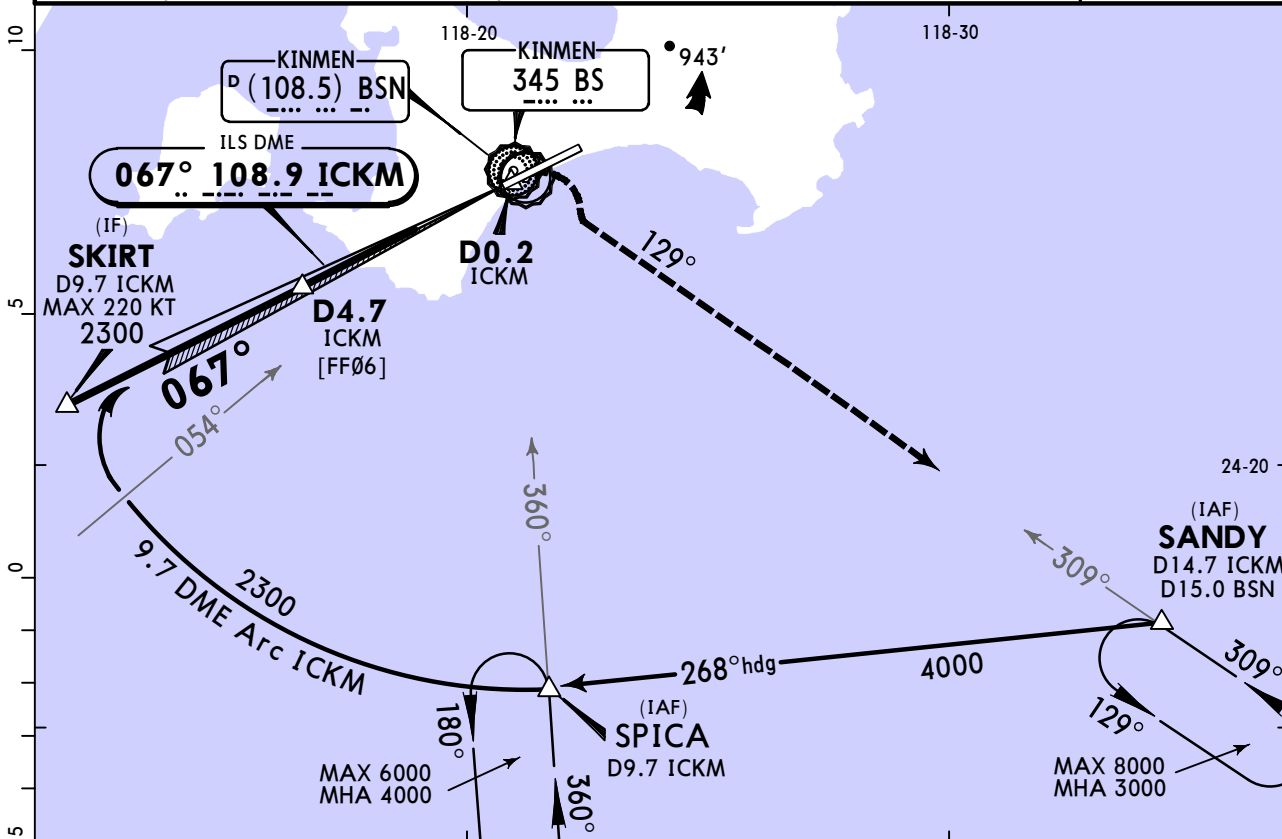 118-20
118-30
10
KINMEN
D (108.5) BSN
KINMEN
345 BS
943'
ILS DME
067° 108.9 ICKM
(IF)
SKIRT
D9.7 ICKM
MAX 220 KT
2300
D0.2
ICKM
129°
5
D4.7
ICKM
[FFØ6]
067°
054°
360°
24-20
(IAF)
SANDY
D14.7 ICKM
D15.0 BSN
309°
0
2300
9.7 DME Arc ICKM
268°hdg
4000
309°
129°
180°
(IAF)
SPICA
D9.7 ICKM
MAX 6000
MHA 4000
360°
MAX 8000
MHA 3000
5